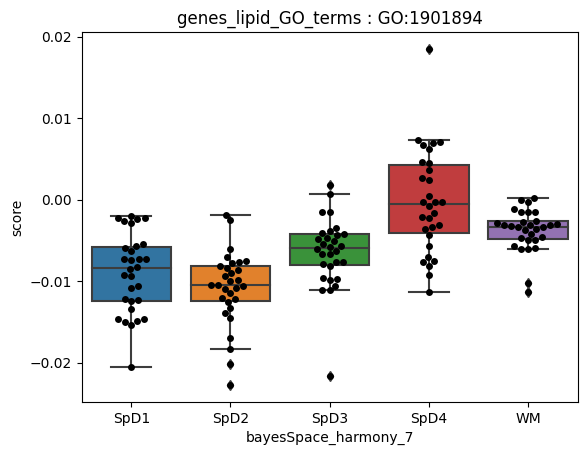 genes_lipid_GO_terms : GO:1901894
0.02
0.01
0.00
−0.01
−0.02
score
SpD1 SpD2 SpD3 SpD4 WM
bayesSpace_harmony_7